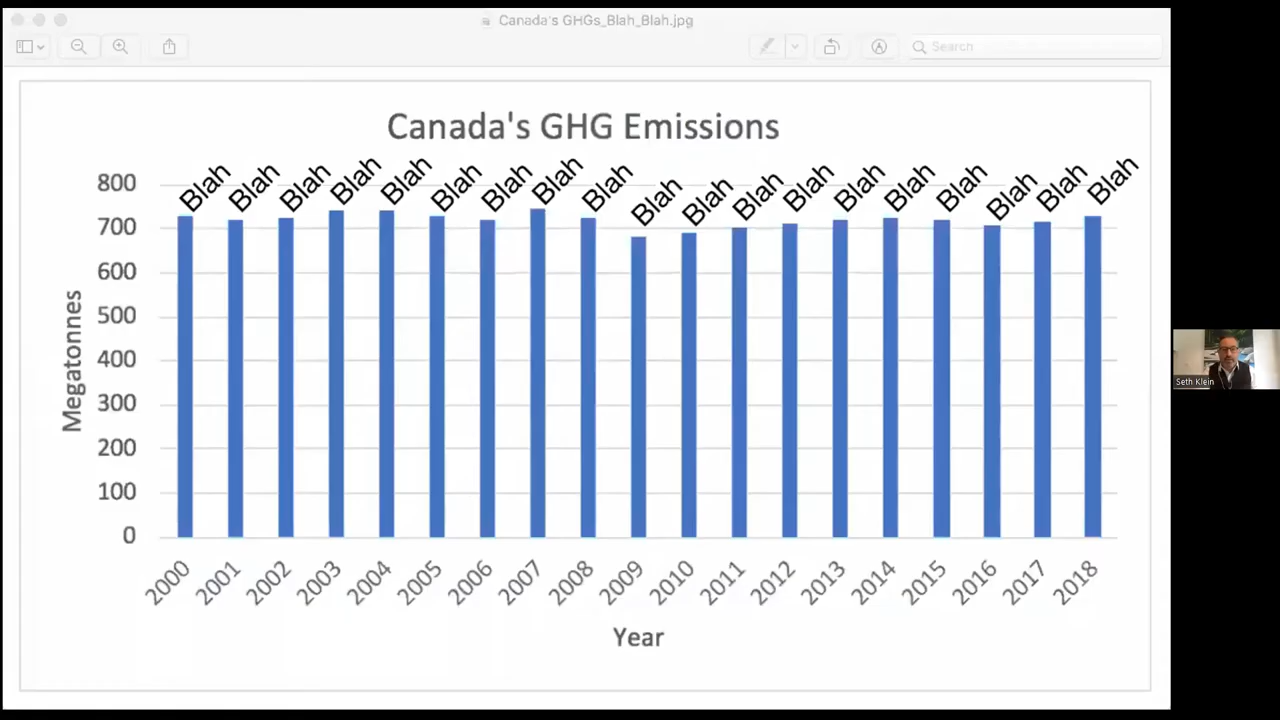 Canada's GHGs_Blah_Blah.jpg
Search
Canada's GHG Emissions
Blah Blah Blah Blah Blah Blah Blah Blah Blah Blah Blah Blah Blah Blah Blah Blah Blah Blah Blah
800
700
600
500
400
300
200
100
0
Megatonnes
2000 2001 2002 2003 2004 2005 2006 2007 2008 2009 2010 2011 2012 2013 2014 2015 2016 2017 2018
Year
Seth Klein